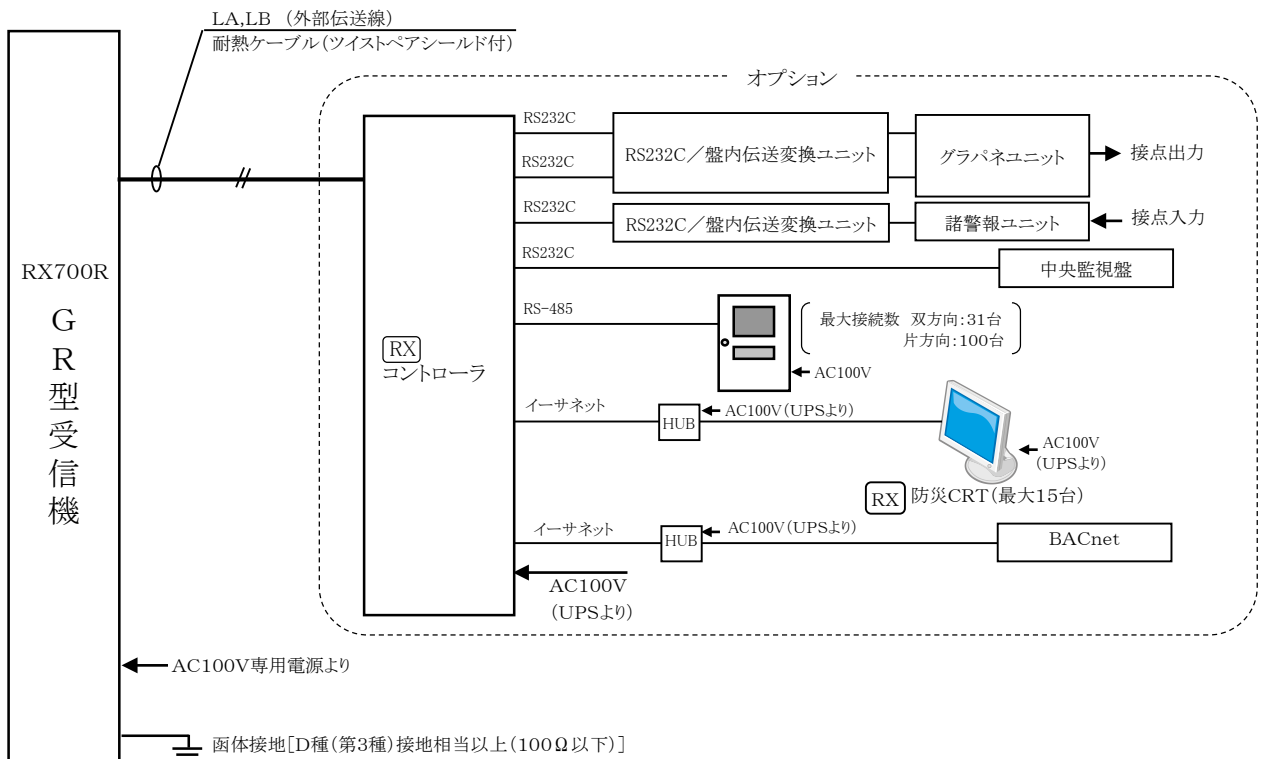 LA,LB (外部伝送線)
耐熱ケーブル(ツイストペアシールド付)
オプション
RX700R
GR型受信機
RX
コントローラ
RS232C
RS232C
RS232C/盤内伝送変換ユニット
グラパネユニット
接点出力
RS232C
RS232C/盤内伝送変換ユニット
諸警報ユニット
接点入力
RS232C
中央監視盤
RS-485
最大接続数 双方向:31台
片方向:100台
AC100V
イーサネット
HUB
AC100V(UPSより)
AC100V
(UPSより)
RX 防災CRT(最大15台)
イーサネット
HUB
AC100V(UPSより)
BACnet
AC100V
(UPSより)
AC100V専用電源より
函体接地[D種(第3種)接地相当以上(100Ω以下)]